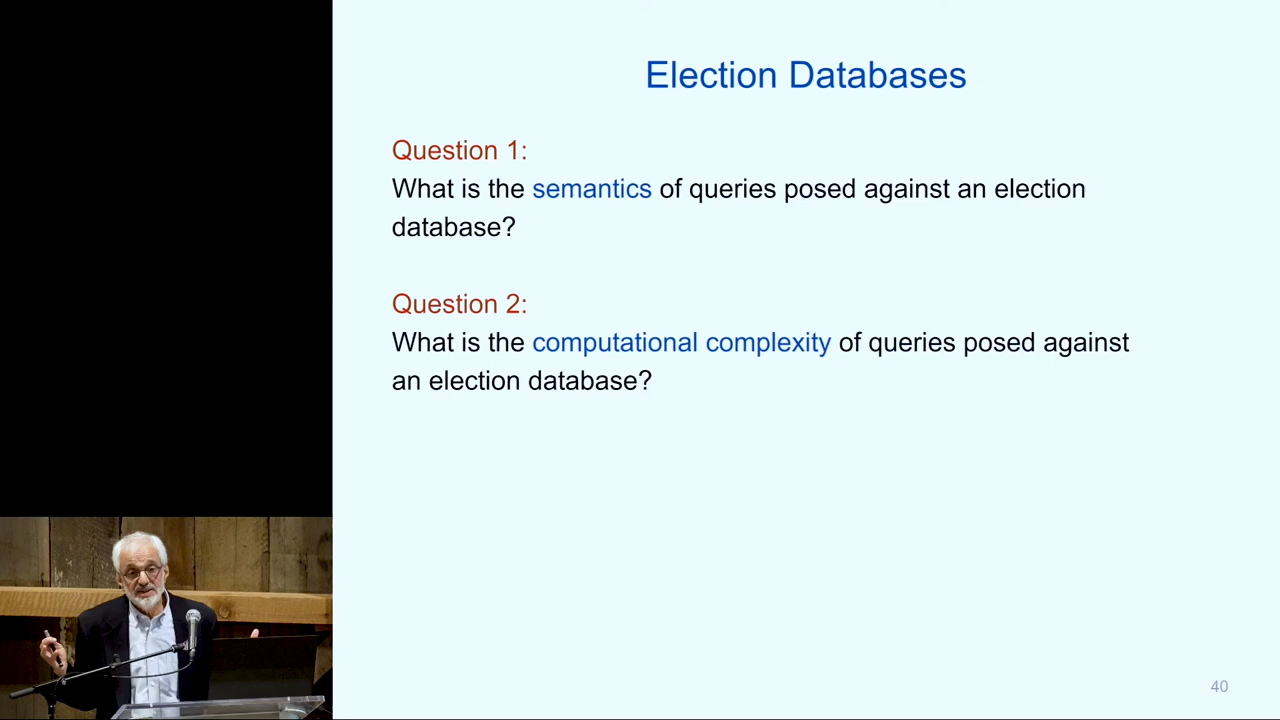 Election Databases
Question 1:
What is the semantics of queries posed against an election
database?
Question 2:
What is the computational complexity of queries posed against
an election database?
40